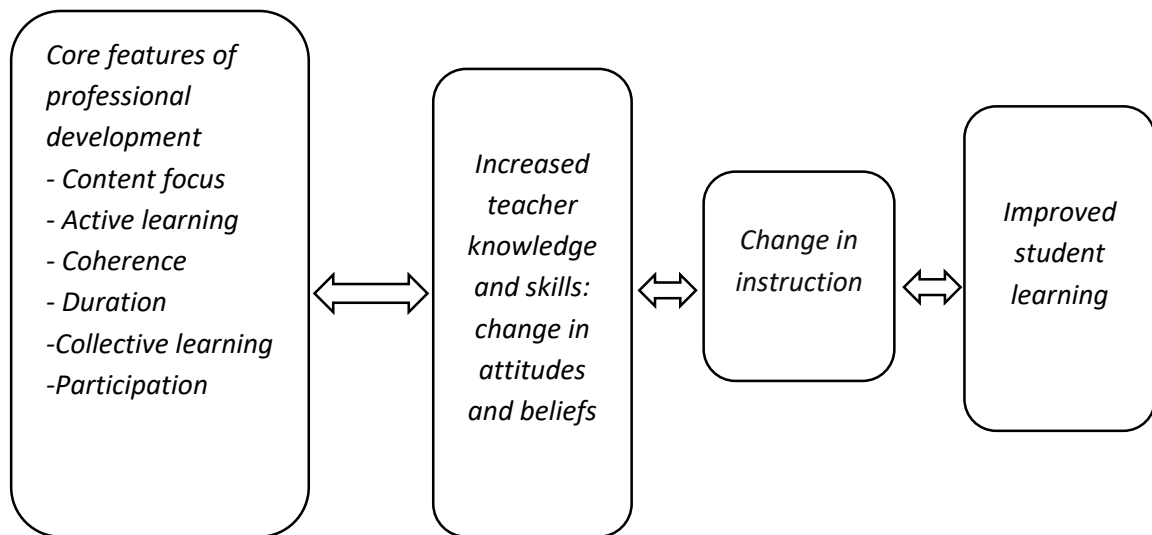 Core features of
professional
development
- Content focus
- Active learning
- Coherence
- Duration
-Collective learning
-Participation
Increased
teacher
knowledge
and skills:
change in
attitudes
and beliefs
Change in
instruction
Improved
student
learning